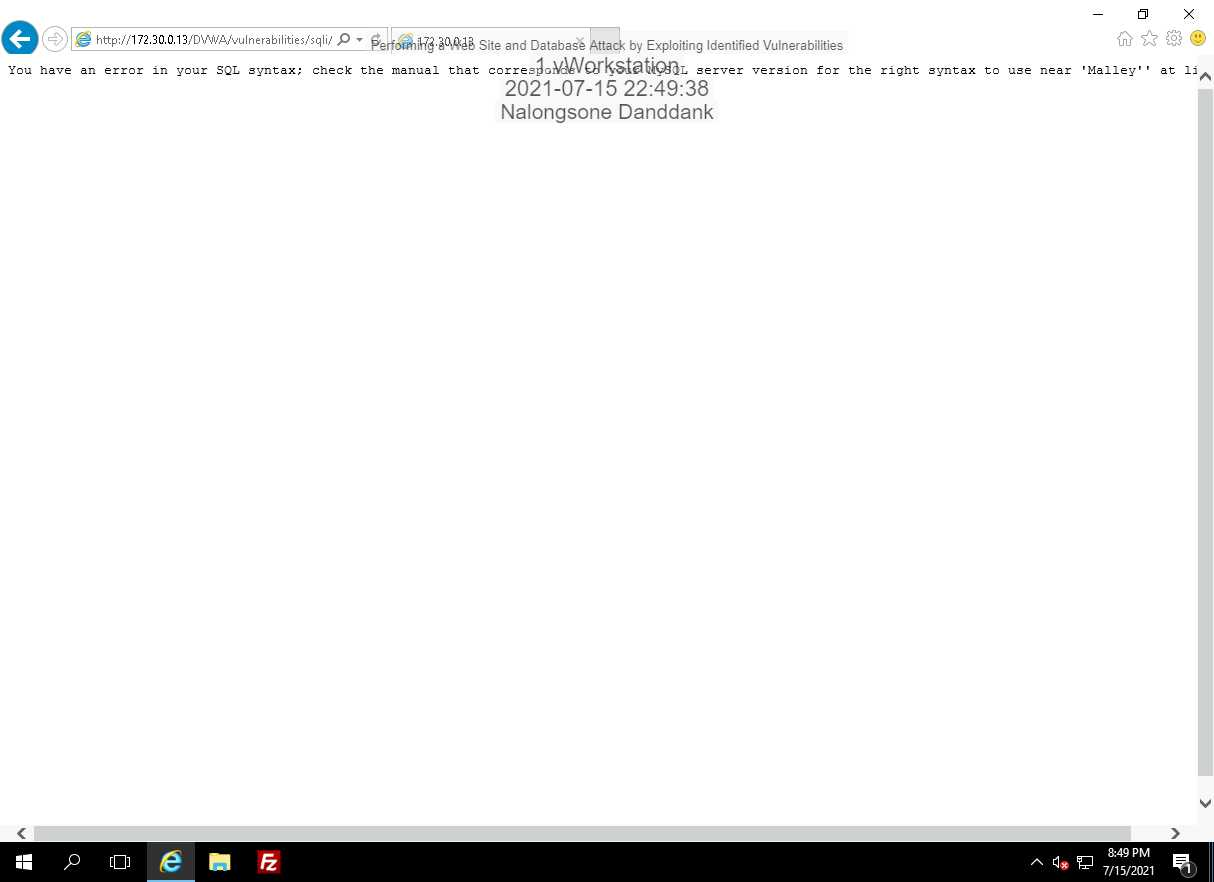 http://172.30.0.13/DVWA/vulnerabilities/sqli/
172.30.0.13
Performing a Web Site and Database Attack by Exploiting Identified Vulnerabilities
You have an error in your SQL syntax; check the manual that corresponds to your MySQL server version for the right syntax to use near 'Malley'' at li
1 vWorkstation
2021-07-15 22:49:38
Nalongsone Danddank
Fz
8:49 PM
7/15/2021
1